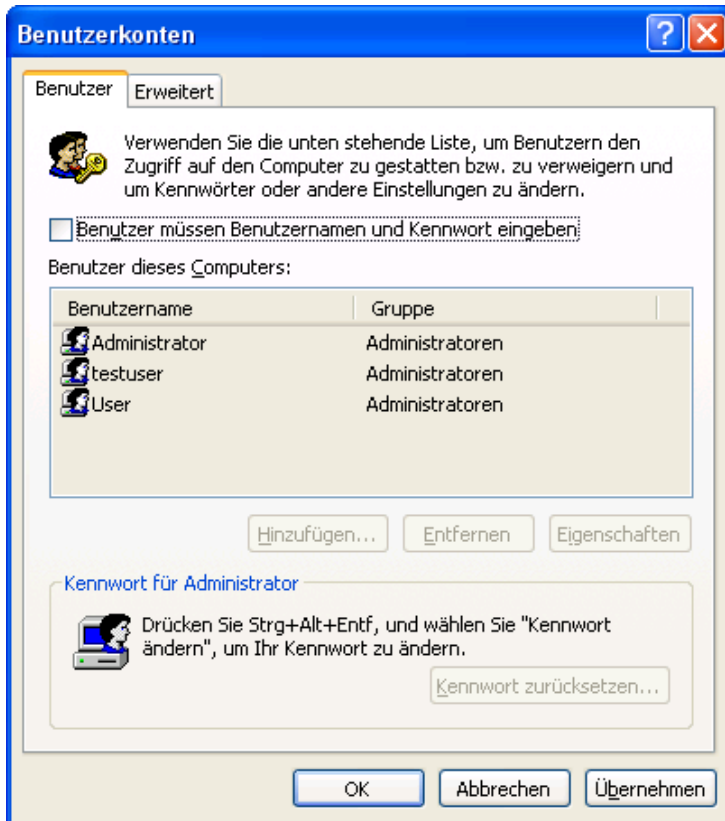 Benutzerkonten
Benutzer
Erweitert
Verwenden Sie die unten stehende Liste, um Benutzern den
Zugriff auf den Computer zu gestatten bzw. zu verweigern und
um Kennwörter oder andere Einstellungen zu ändern.
Benutzer müssen Benutzernamen und Kennwort eingeben
Benutzer dieses Computers:
Benutzername Gruppe
Administrator Administratoren
testuser Administratoren
User Administratoren
Hinzufügen... Entfernen Eigenschaften
Kennwort für Administrator
Drücken Sie Strg+Alt+Entf, und wählen Sie "Kennwort
ändern", um Ihr Kennwort zu ändern.
Kennwort zurücksetzen...
OK Abbrechen Übernehmen